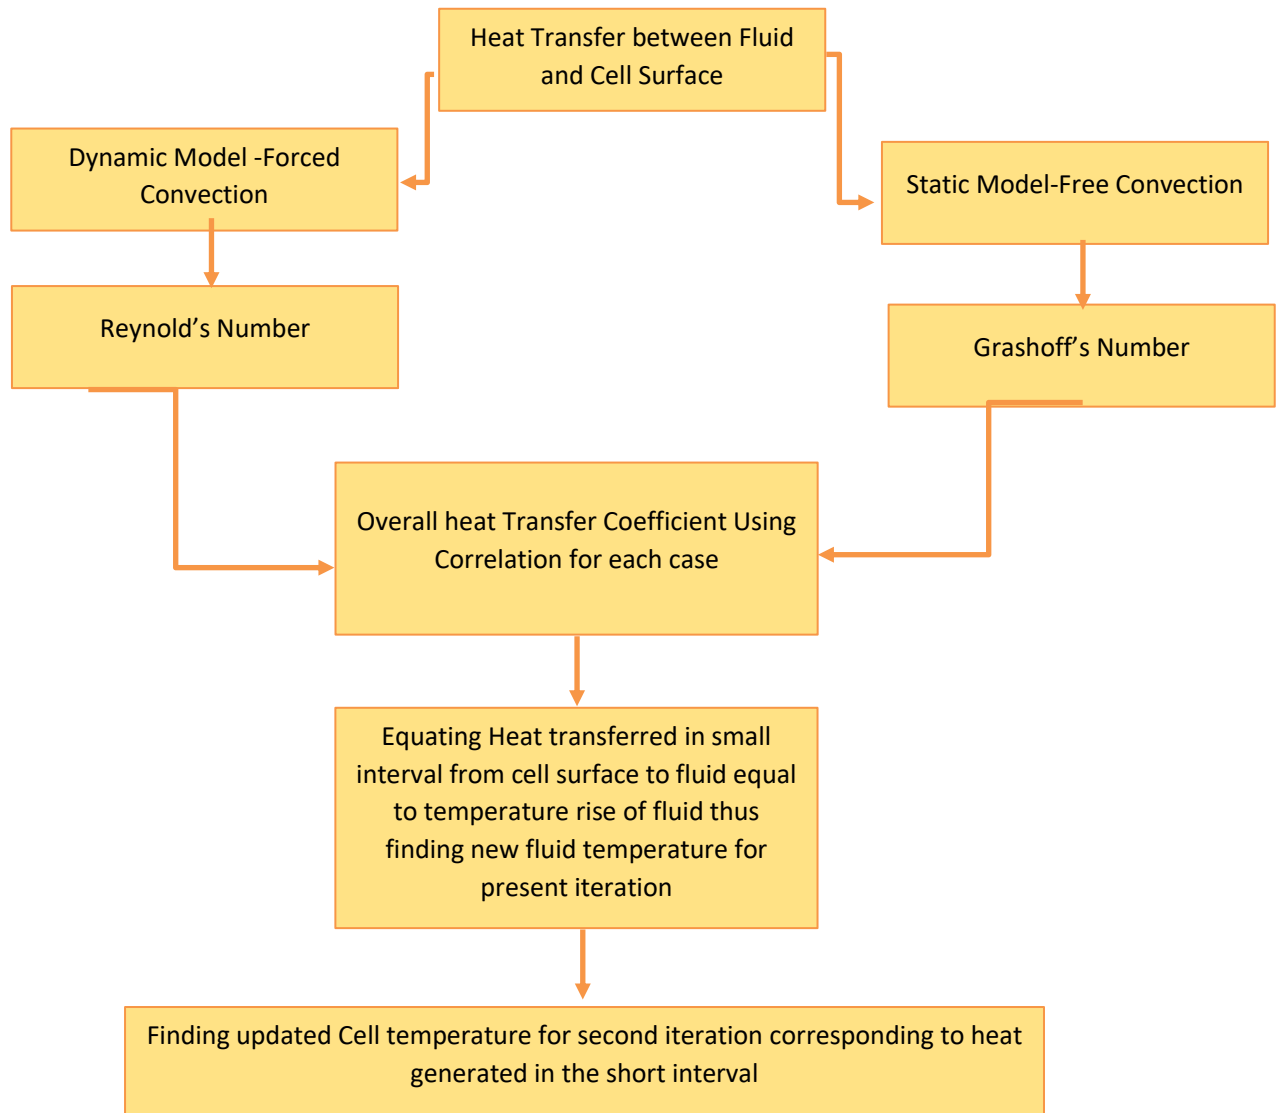 Heat Transfer between Fluid
and Cell Surface
Dynamic Model -Forced
Convection
Static Model-Free Convection
Reynold’s Number
Grashoff’s Number
Overall heat Transfer Coefficient Using
Correlation for each case
Equating Heat transferred in small
interval from cell surface to fluid equal
to temperature rise of fluid thus
finding new fluid temperature for
present iteration
Finding updated Cell temperature for second iteration corresponding to heat
generated in the short interval